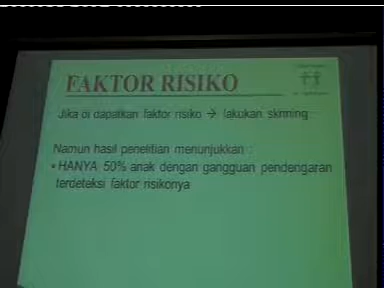 FAKTOR RISIKO
Jika di dapatkan faktor risiko → lakukan skrining
Namun hasil penelitian menunjukkan :
• HANYA 50% anak dengan gangguan pendengaran
terdeteksi faktor risikonya